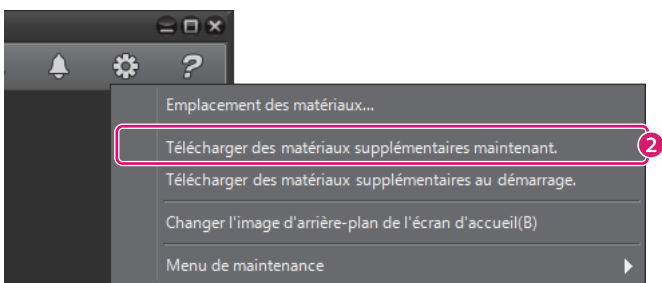 ?
Emplacement des matériaux...
Télécharger des matériaux supplémentaires maintenant.
2
Télécharger des matériaux supplémentaires au démarrage.
Changer l'image d'arrière-plan de l'écran d'accueil(B)
Menu de maintenance